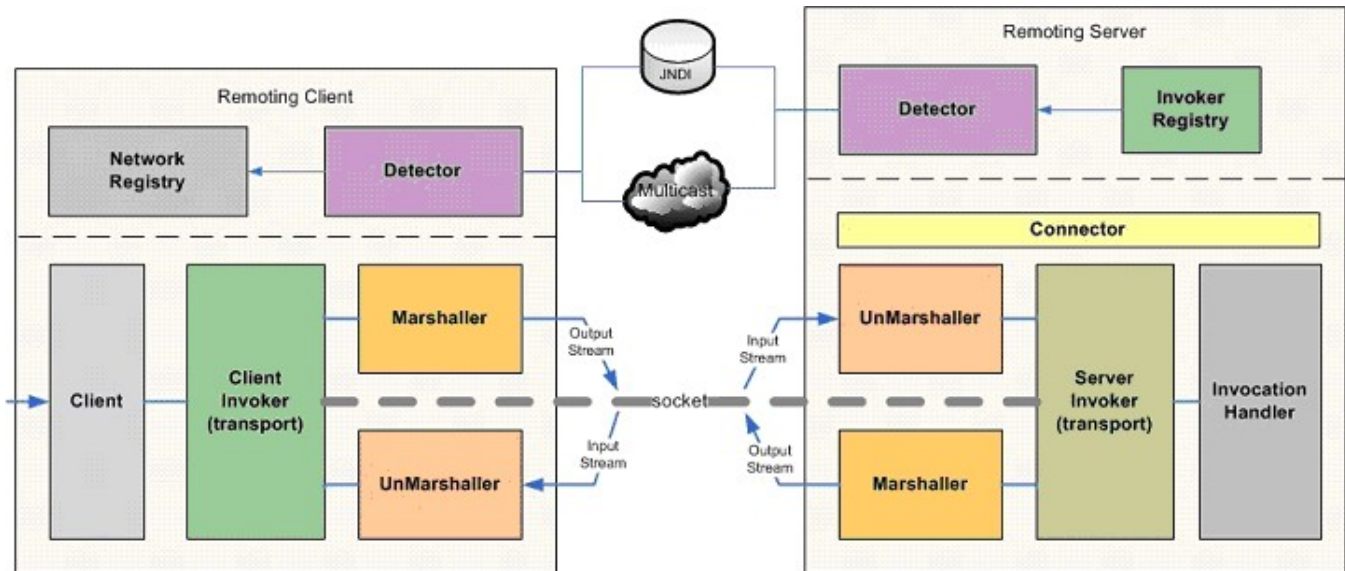 Remoting Client
Network
Registry
Detector
Client
Client
Invoker
(transport)
Marshaller
UnMarshaller
JNDI
Multicast
Output
Stream
Input
Stream
socket
Input
Stream
Output
Stream
Remoting Server
Detector
Invoker
Registry
Connector
UnMarshaller
Marshaller
Server
Invoker
(transport)
Invocation
Handler